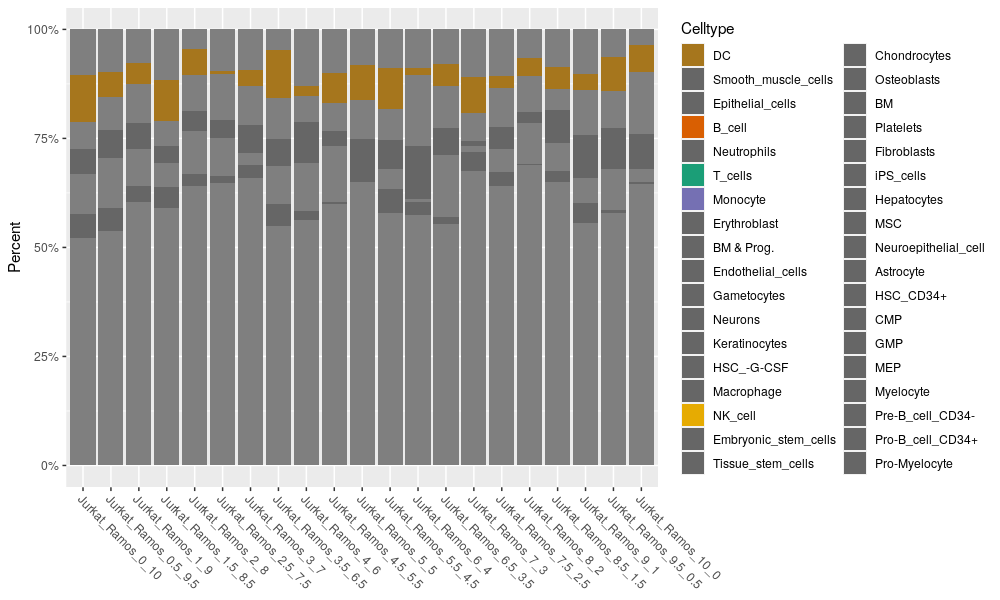 Percent
100%
75%
50%
25%
0%
Jurkat_Ramos_0_10
Jurkat_Ramos_0.5_9.5
Jurkat_Ramos_1_9
Jurkat_Ramos_1.5_8.5
Jurkat_Ramos_2_8
Jurkat_Ramos_2.5_7.5
Jurkat_Ramos_3_7
Jurkat_Ramos_3.5_6.5
Jurkat_Ramos_4_6
Jurkat_Ramos_4.5_5.5
Jurkat_Ramos_5_5
Jurkat_Ramos_5.5_4.5
Jurkat_Ramos_6_4
Jurkat_Ramos_6.5_3.5
Jurkat_Ramos_7_3
Jurkat_Ramos_7.5_2.5
Jurkat_Ramos_8_2
Jurkat_Ramos_8.5_1.5
Jurkat_Ramos_9_1
Jurkat_Ramos_9.5_0.5
Jurkat_Ramos_10_0
Celltype
DC
Smooth_muscle_cells
Epithelial_cells
B_cell
Neutrophils
T_cells
Monocyte
Erythroblast
BM & Prog.
Endothelial_cells
Gametocytes
Neurons
Keratinocytes
HSC_-G-CSF
Macrophage
NK_cell
Embryonic_stem_cells
Tissue_stem_cells
Chondrocytes
Osteoblasts
BM
Platelets
Fibroblasts
iPS_cells
Hepatocytes
MSC
Neuroepithelial_cell
Astrocyte
HSC_CD34+
CMP
GMP
MEP
Myelocyte
Pre-B_cell_CD34-
Pro-B_cell_CD34+
Pro-Myelocyte